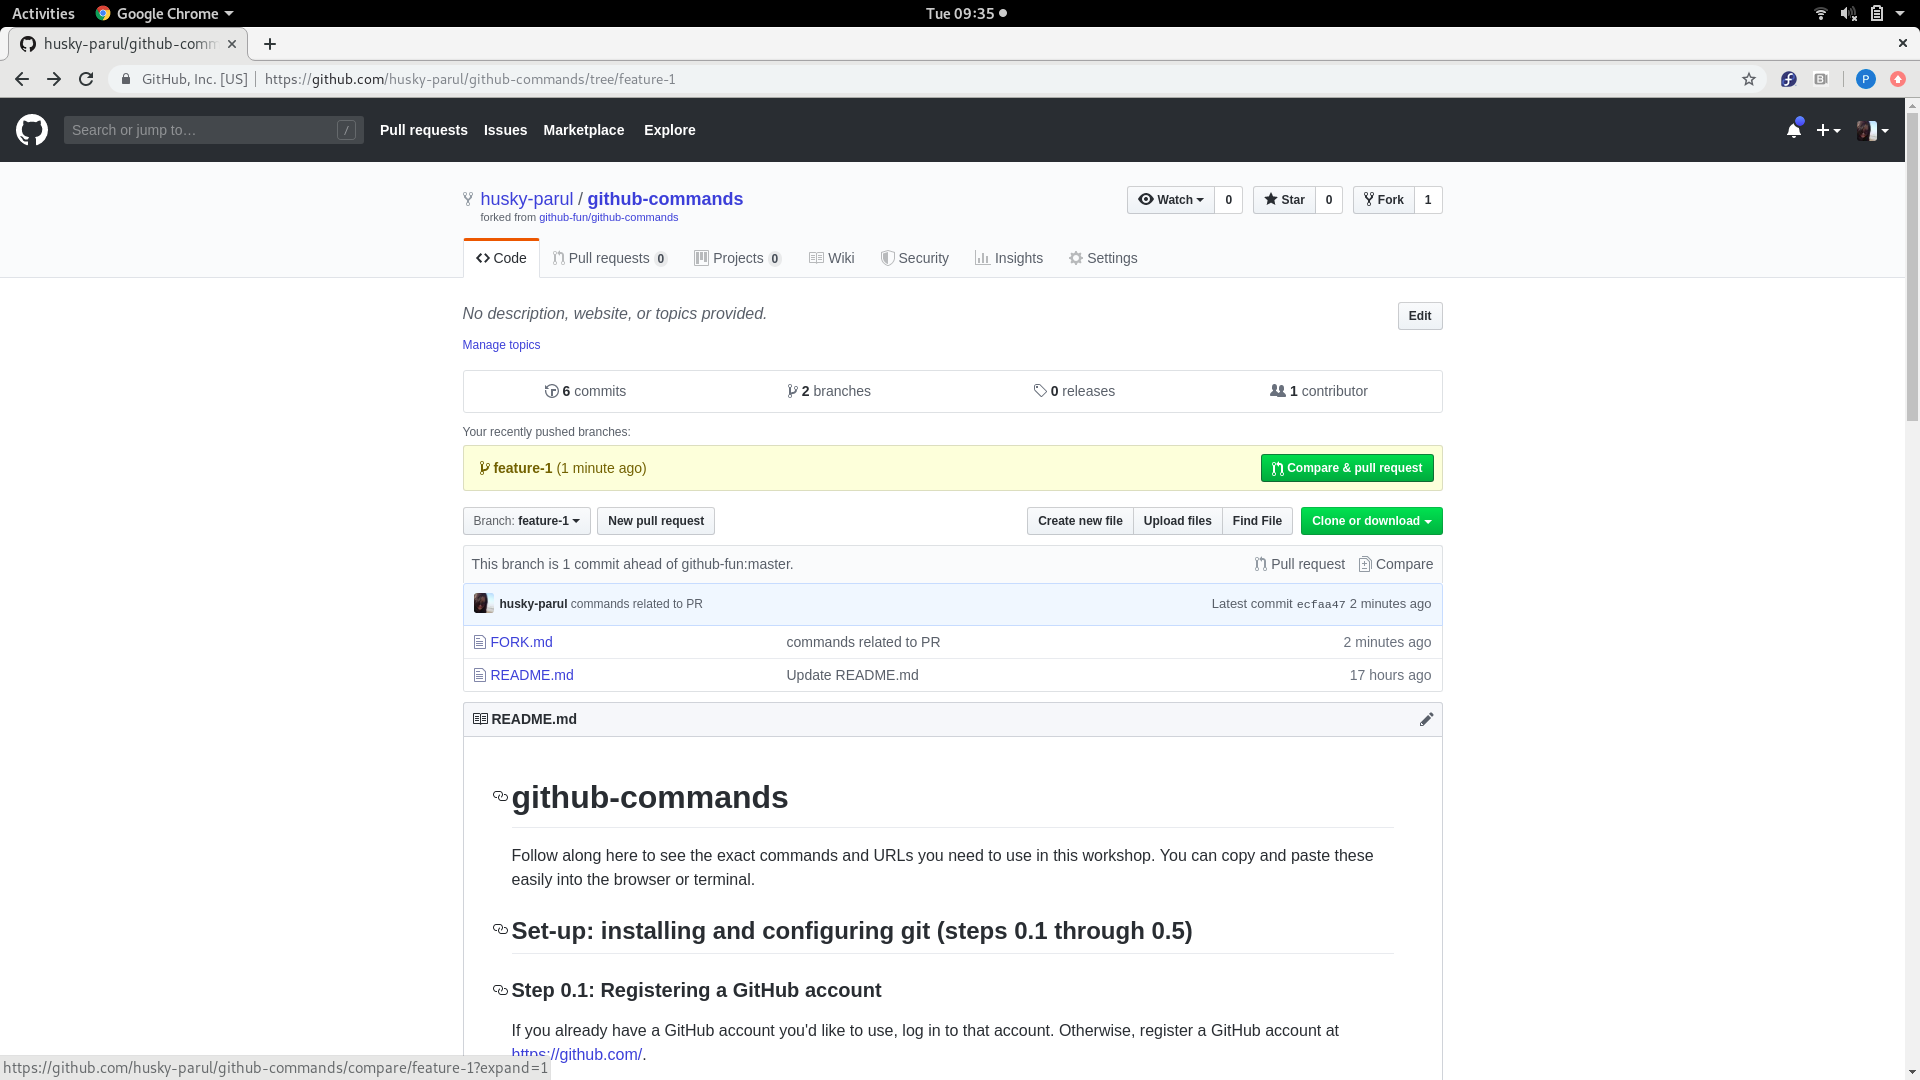 Activities Google Chrome Tue 09:35
husky-parul/github-comm
GitHub, Inc. [US] https://github.com/husky-parul/github-commands/tree/feature-1 P
Search or jump to… / Pull requests Issues Marketplace Explore
husky-parul / github-commands Watch 0 Star 0 Fork 1
forked from github-fun/github-commands
Code Pull requests 0 Projects 0 Wiki Security Insights Settings
No description, website, or topics provided. Edit
Manage topics
6 commits 2 branches 0 releases 1 contributor
Your recently pushed branches:
feature-1 (1 minute ago) Compare & pull request
Branch: feature-1 New pull request Create new file Upload files Find File Clone or download
This branch is 1 commit ahead of github-fun:master. Pull request Compare
husky-parul commands related to PR Latest commit ecfaa47 2 minutes ago
FORK.md commands related to PR 2 minutes ago
README.md Update README.md 17 hours ago
README.md
github-commands
Follow along here to see the exact commands and URLs you need to use in this workshop. You can copy and paste these
easily into the browser or terminal.
Set-up: installing and configuring git (steps 0.1 through 0.5)
Step 0.1: Registering a GitHub account
If you already have a GitHub account you'd like to use, log in to that account. Otherwise, register a GitHub account at
https://github.com/.
https://github.com/husky-parul/github-commands/compare/feature-1?expand=1